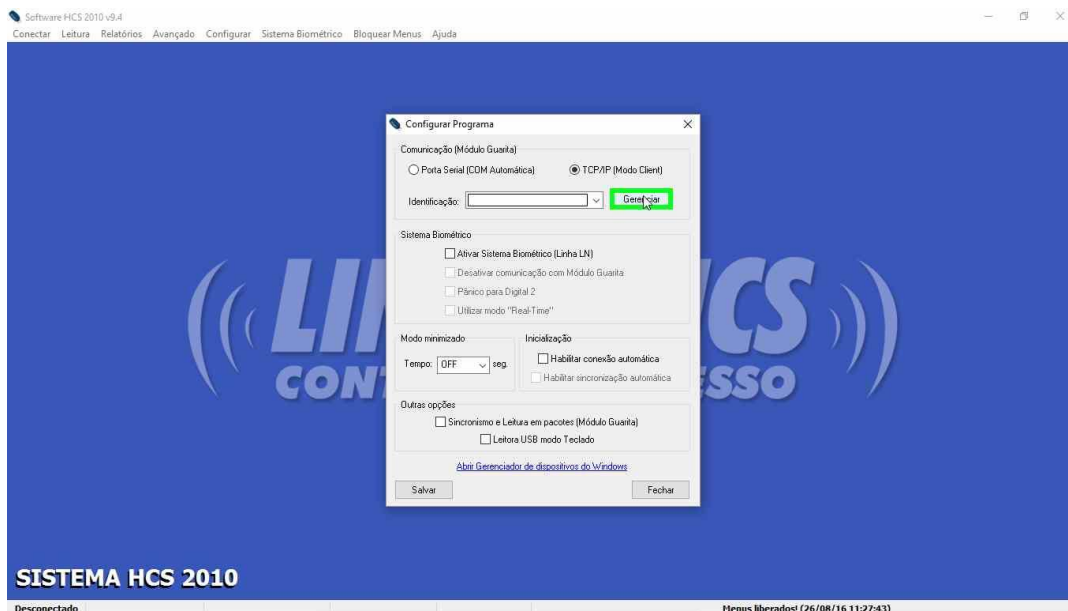 Software HCS 2010 v9.4
Conectar Leitura Relatórios Avançado Configurar Sistema Biométrico Bloquear Menus Ajuda
Configurar Programa
Comunicação (Módulo Guarita)
Porta Serial (COM Automática) TCP/IP (Modo Client)
Identificação: Gerenciar
Sistema Biométrico
Ativar Sistema Biométrico (Linha LN)
Desativar comunicação com Módulo Guarita
Pânico para Digital 2
Utilizar modo "Real-Time"
Modo minimizado Inicialização
Tempo: OFF seg. Habilitar conexão automática
Habilitar sincronização automática
Outras opções
Sincronismo e Leitura em pacotes (Módulo Guarita)
Leitora USB modo Teclado
Abrir Gerenciador de dispositivos do Windows
Salvar Fechar
SISTEMA HCS 2010
Desconectado Menus liberados! (26/08/16 11:27:43)